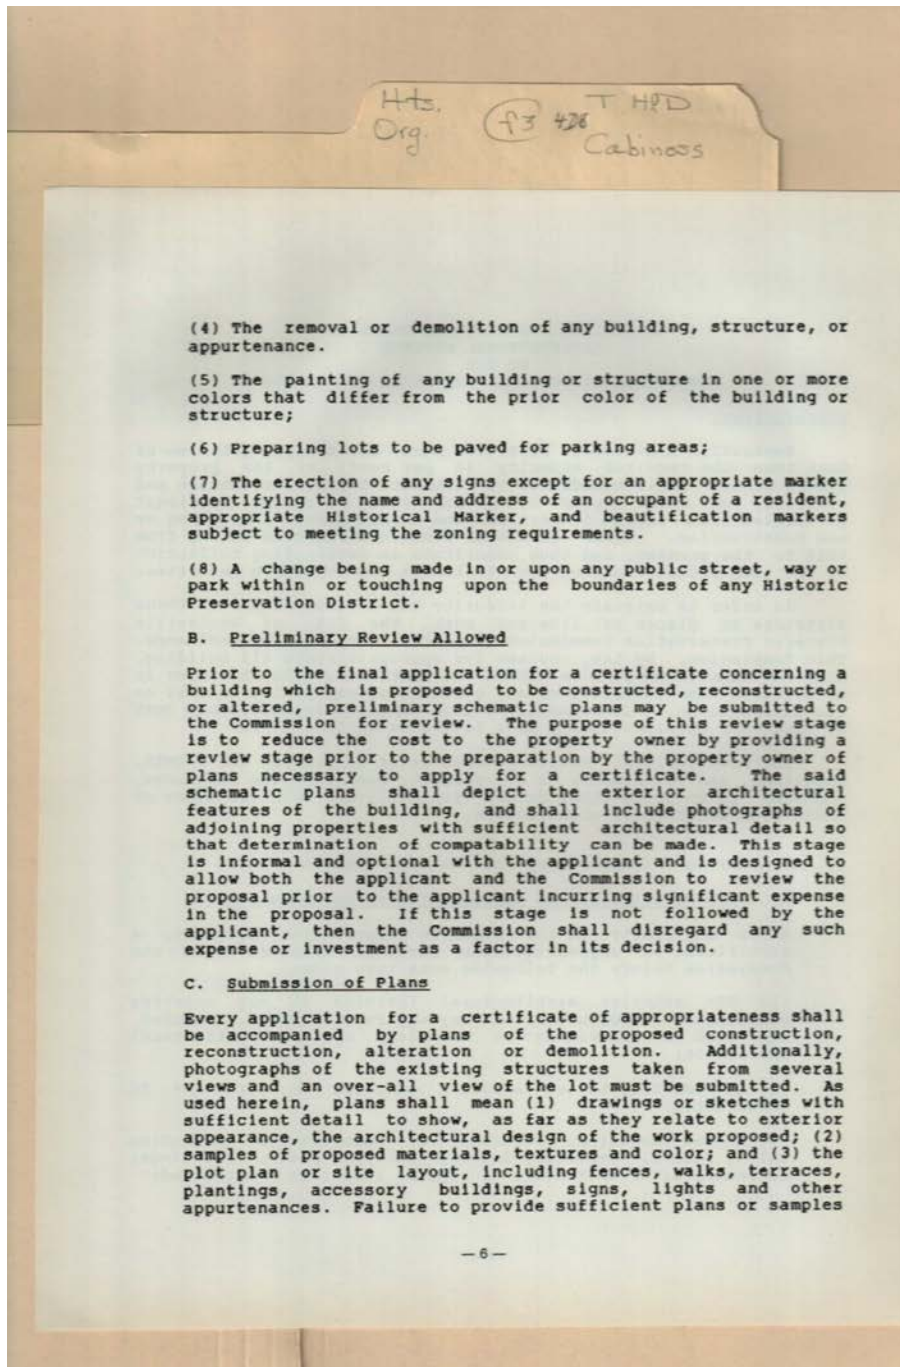 Hts. T HPD
Org. f3 Cabiness
(4) The removal or demolition of any building, structure, or
appurtenance.
(5) The painting of any building or structure in one or more
colors that differ from the prior color of the building or
structure;
(6) Preparing lots to be paved for parking areas;
(7) The erection of any signs except for an appropriate marker
identifying the name and address of an occupant of a resident,
appropriate Historical Marker, and beautification markers
subject to meeting the zoning requirements.
(8) A change being made in or upon any public street, way or
park within or touching upon the boundaries of any Historic
Preservation District.
B. Preliminary Review Allowed
Prior to the final application for a certificate concerning a
building which is proposed to be constructed, reconstructed,
or altered, preliminary schematic plans may be submitted to
the Commission for review. The purpose of this review stage
is to reduce the cost to the property owner by providing a
review stage prior to the preparation by the property owner of
plans necessary to apply for a certificate. The said
schematic plans shall depict the exterior architectural
features of the building, and shall include photographs of
adjoining properties with sufficient architectural detail so
that determination of compatability can be made. This stage
is informal and optional with the applicant and is designed to
allow both the applicant and the Commission to review the
proposal prior to the applicant incurring significant expense
in the proposal. If this stage is not followed by the
applicant, then the Commission shall disregard any such
expense or investment as a factor in its decision.
C. Submission of Plans
Every application for a certificate of appropriateness shall
be accompanied by plans of the proposed construction,
reconstruction, alteration or demolition. Additionally,
photographs of the existing structures taken from several
views and an over-all view of the lot must be submitted. As
used herein, plans shall mean (1) drawings or sketches with
sufficient detail to show, as far as they relate to exterior
appearance, the architectural design of the work proposed; (2)
samples of proposed materials, textures and color; and (3) the
plot plan or site layout, including fences, walks, terraces,
plantings, accessory buildings, signs, lights and other
appurtenances. Failure to provide sufficient plans or samples
—6—